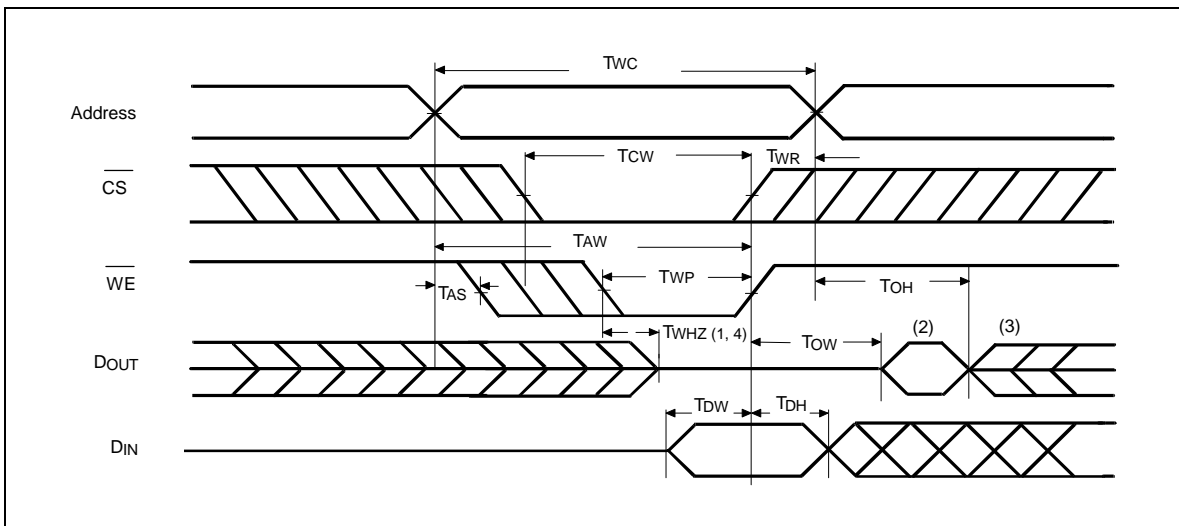 TWC
Address
TCW
TWR
CS
TAW
WE
TAS
TWP
TOH
TWHZ (1, 4)
TOW
(2)
(3)
DOUT
TDW
TDH
DIN